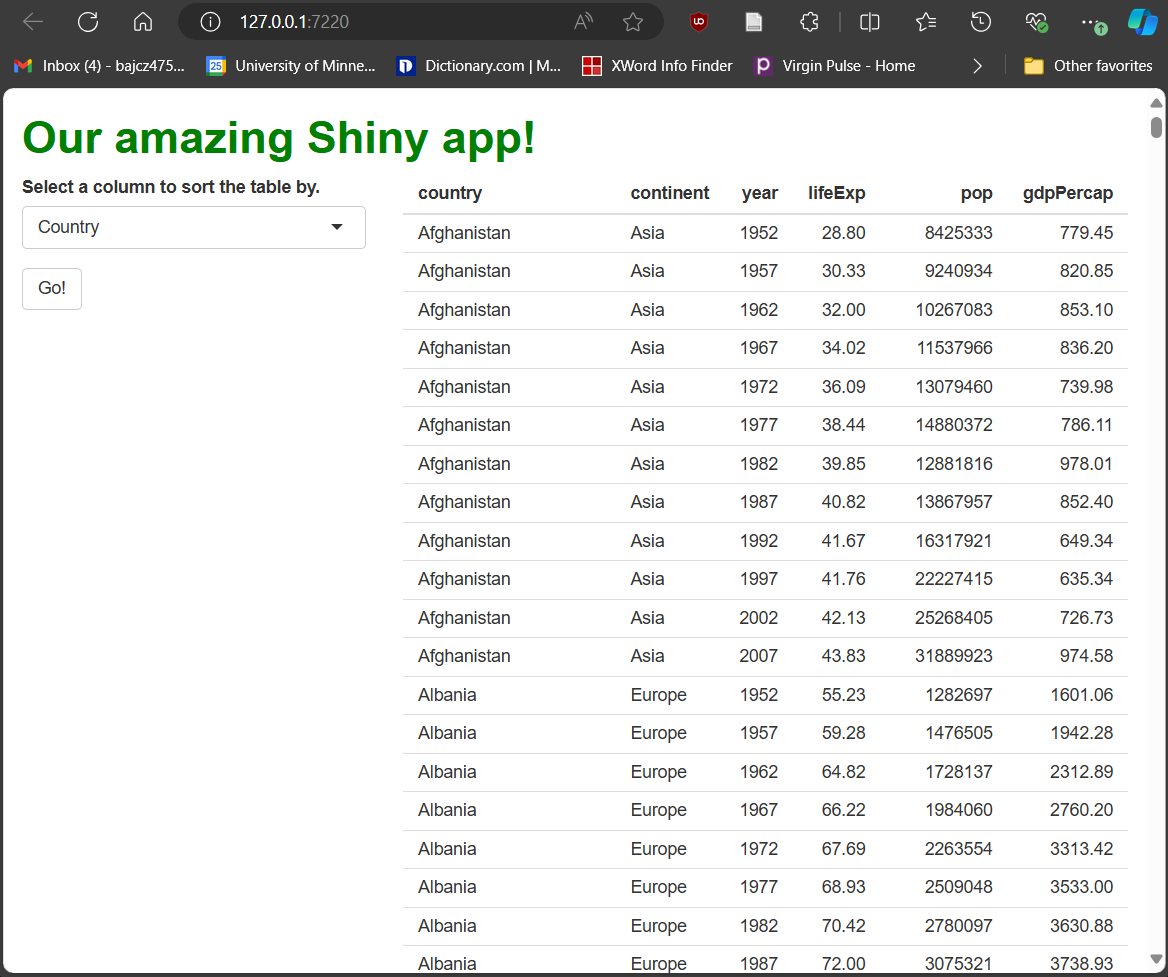 127.0.0.1:7220
Inbox (4) - bajcz475... 25 University of Minne... Dictionary.com | M... XWord Info Finder Virgin Pulse - Home Other favorites
Our amazing Shiny app!
Select a column to sort the table by.
Country
Go!
country continent year lifeExp pop gdpPercap
Afghanistan Asia 1952 28.80 8425333 779.45
Afghanistan Asia 1957 30.33 9240934 820.85
Afghanistan Asia 1962 32.00 10267083 853.10
Afghanistan Asia 1967 34.02 11537966 836.20
Afghanistan Asia 1972 36.09 13079460 739.98
Afghanistan Asia 1977 38.44 14880372 786.11
Afghanistan Asia 1982 39.85 12881816 978.01
Afghanistan Asia 1987 40.82 13867957 852.40
Afghanistan Asia 1992 41.67 16317921 649.34
Afghanistan Asia 1997 41.76 22227415 635.34
Afghanistan Asia 2002 42.13 25268405 726.73
Afghanistan Asia 2007 43.83 31889923 974.58
Albania Europe 1952 55.23 1282697 1601.06
Albania Europe 1957 59.28 1476505 1942.28
Albania Europe 1962 64.82 1728137 2312.89
Albania Europe 1967 66.22 1984060 2760.20
Albania Europe 1972 67.69 2263554 3313.42
Albania Europe 1977 68.93 2509048 3533.00
Albania Europe 1982 70.42 2780097 3630.88
Albania Europe 1987 72.00 3075321 3738.93